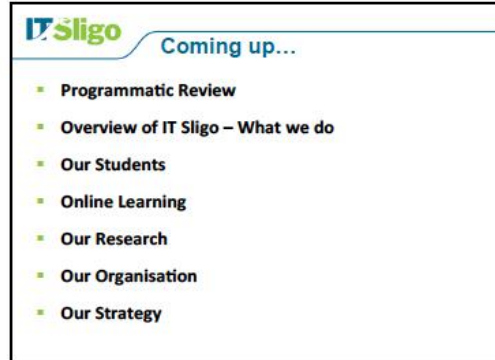 IT Sligo
Coming up...
Programmatic Review
Overview of IT Sligo – What we do
Our Students
Online Learning
Our Research
Our Organisation
Our Strategy